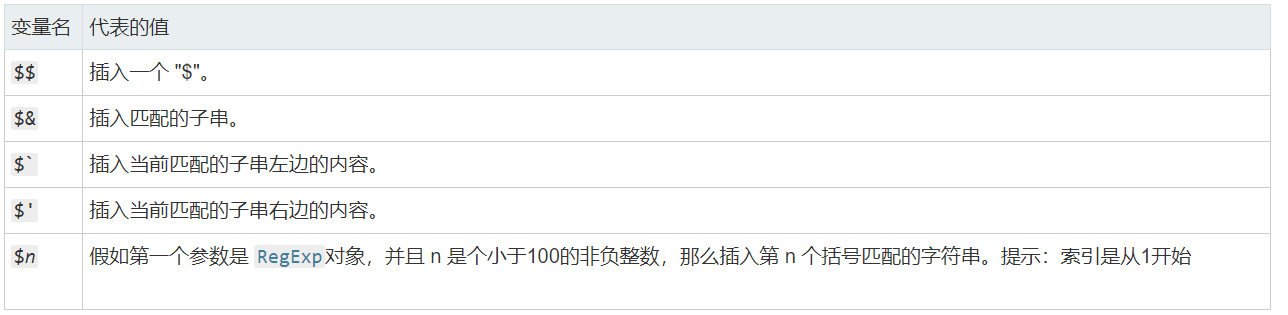 变量名 代表的值
$$ 插入一个 "$"。
$& 插入匹配的子串。
$` 插入当前匹配的子串左边的内容。
$' 插入当前匹配的子串右边的内容。
$n 假如第一个参数是 RegExp对象，并且 n 是个小于100的非负整数，那么插入第 n 个括号匹配的字符串。提示：索引是从1开始